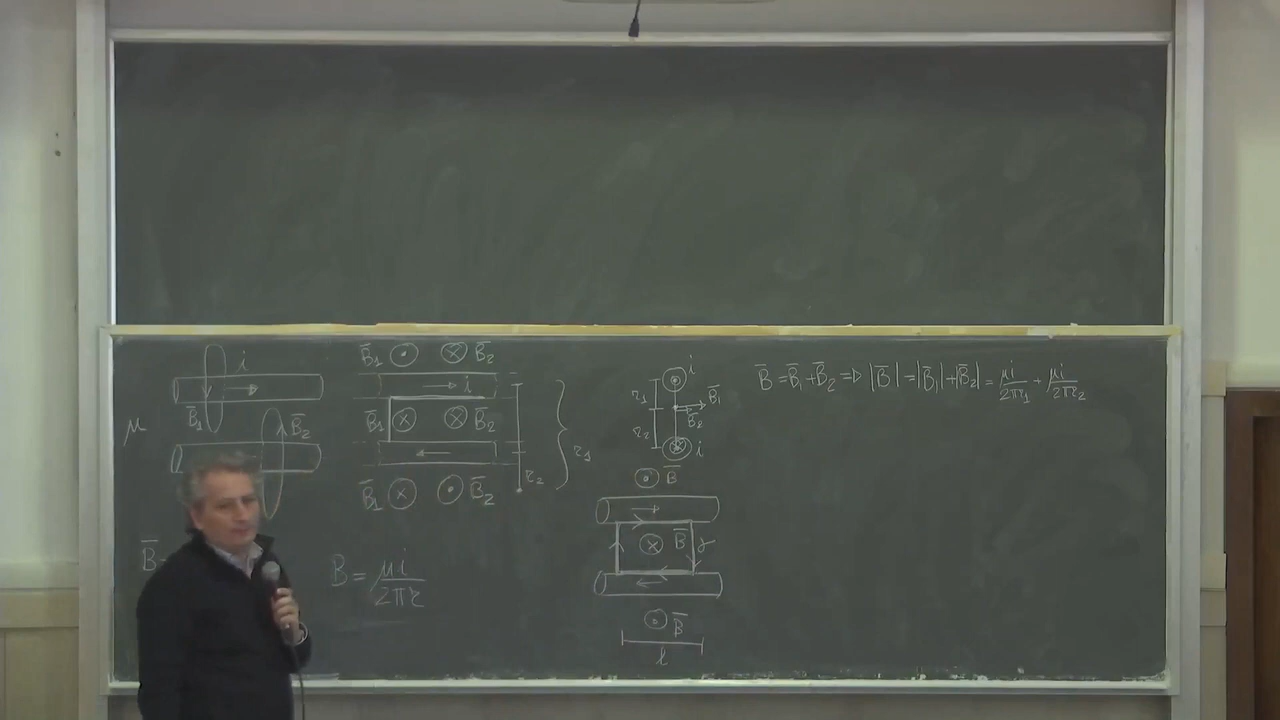 i
μ
B̄₁
B̄₂
B̄
B̄₁ ⊙ ⊗ B̄₂
→ i
B̄₁ ⊗ ⊗ B̄₂
←
B̄₁ ⊗ ⊙ B̄₂
r₂
r₁
B = μi/2πr
i
r₁
B̄₁
B̄₂
r₂
i
⊙ B̄
⊗ B̄ γ
⊙ B̄
l
B̄ = B̄₁ + B̄₂ ⇒ |B̄| = |B̄₁| + |B̄₂| = μi/2πr₁ + μi/2πr₂